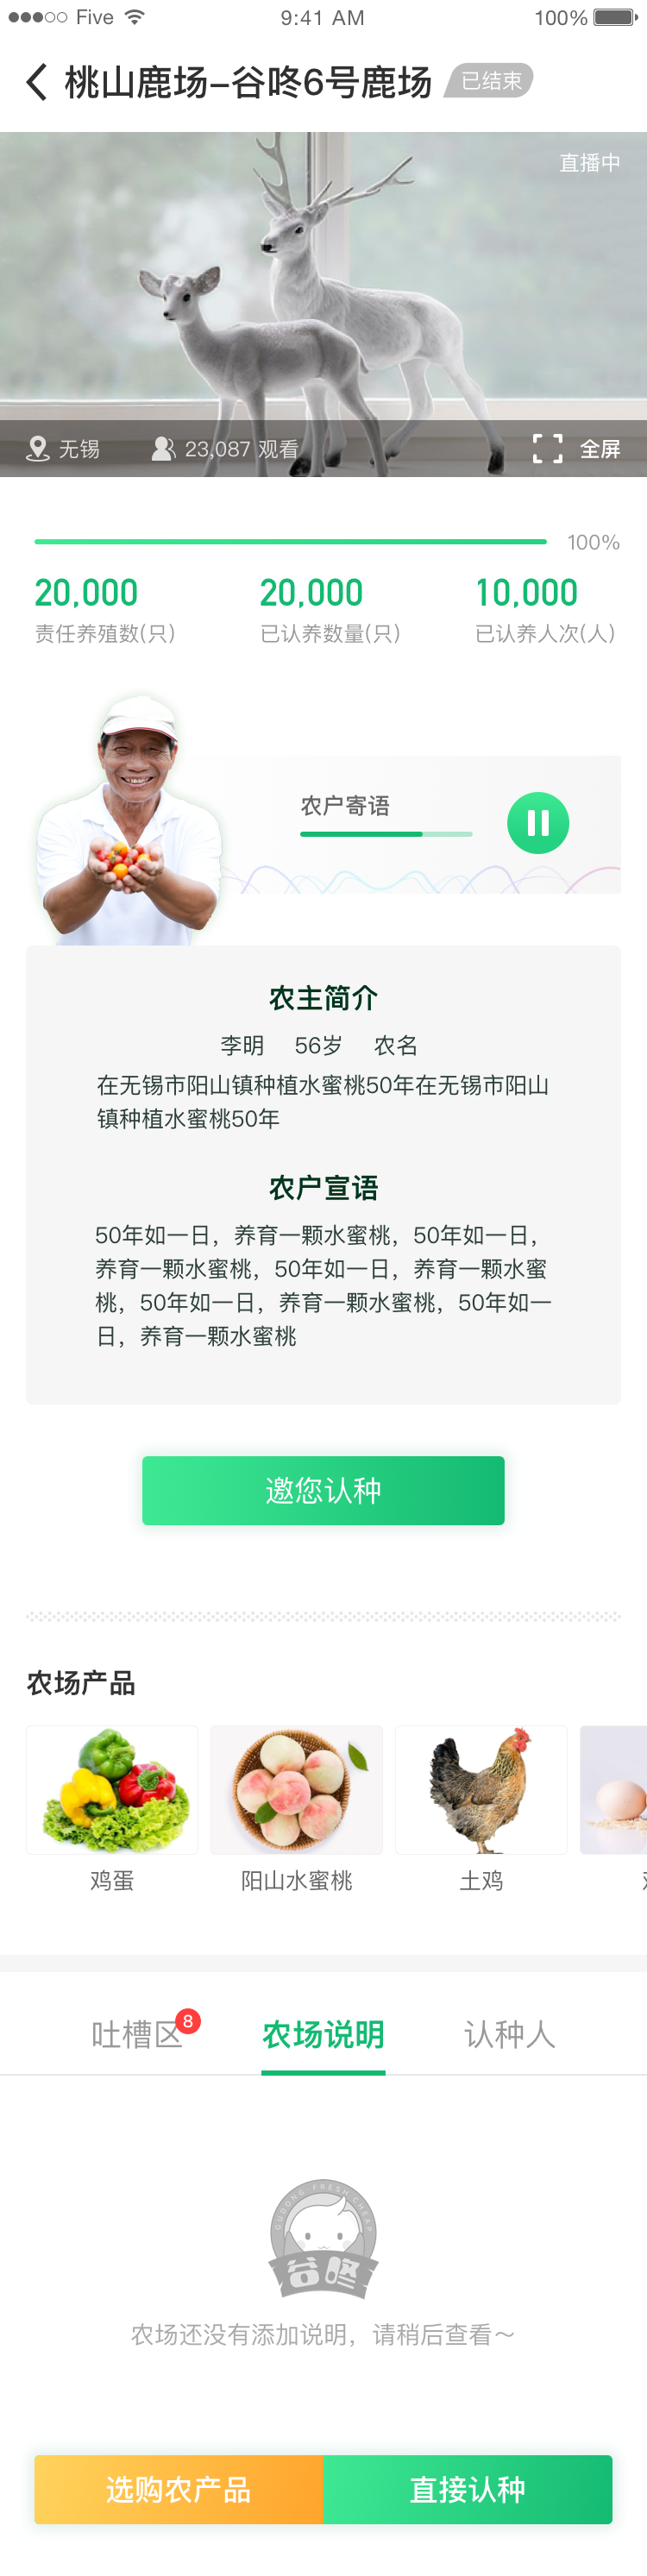 Five
9:41 AM
100%
桃山鹿场-谷咚6号鹿场
已结束
直播中
无锡
23,087 观看
全屏
100%
20,000
20,000
10,000
责任养殖数(只)
已认养数量(只)
已认养人次(人)
农户寄语
农主简介
李明 56岁 农名
在无锡市阳山镇种植水蜜桃50年在无锡市阳山
镇种植水蜜桃50年
农户宣语
50年如一日，养育一颗水蜜桃，50年如一日，
养育一颗水蜜桃，50年如一日，养育一颗水蜜
桃，50年如一日，养育一颗水蜜桃，50年如一
日，养育一颗水蜜桃
邀您认种
农场产品
鸡蛋
阳山水蜜桃
土鸡
吐槽区
8
农场说明
认种人
GUDONG FRESH CHEAP
谷咚
农场还没有添加说明，请稍后查看～
选购农产品
直接认种